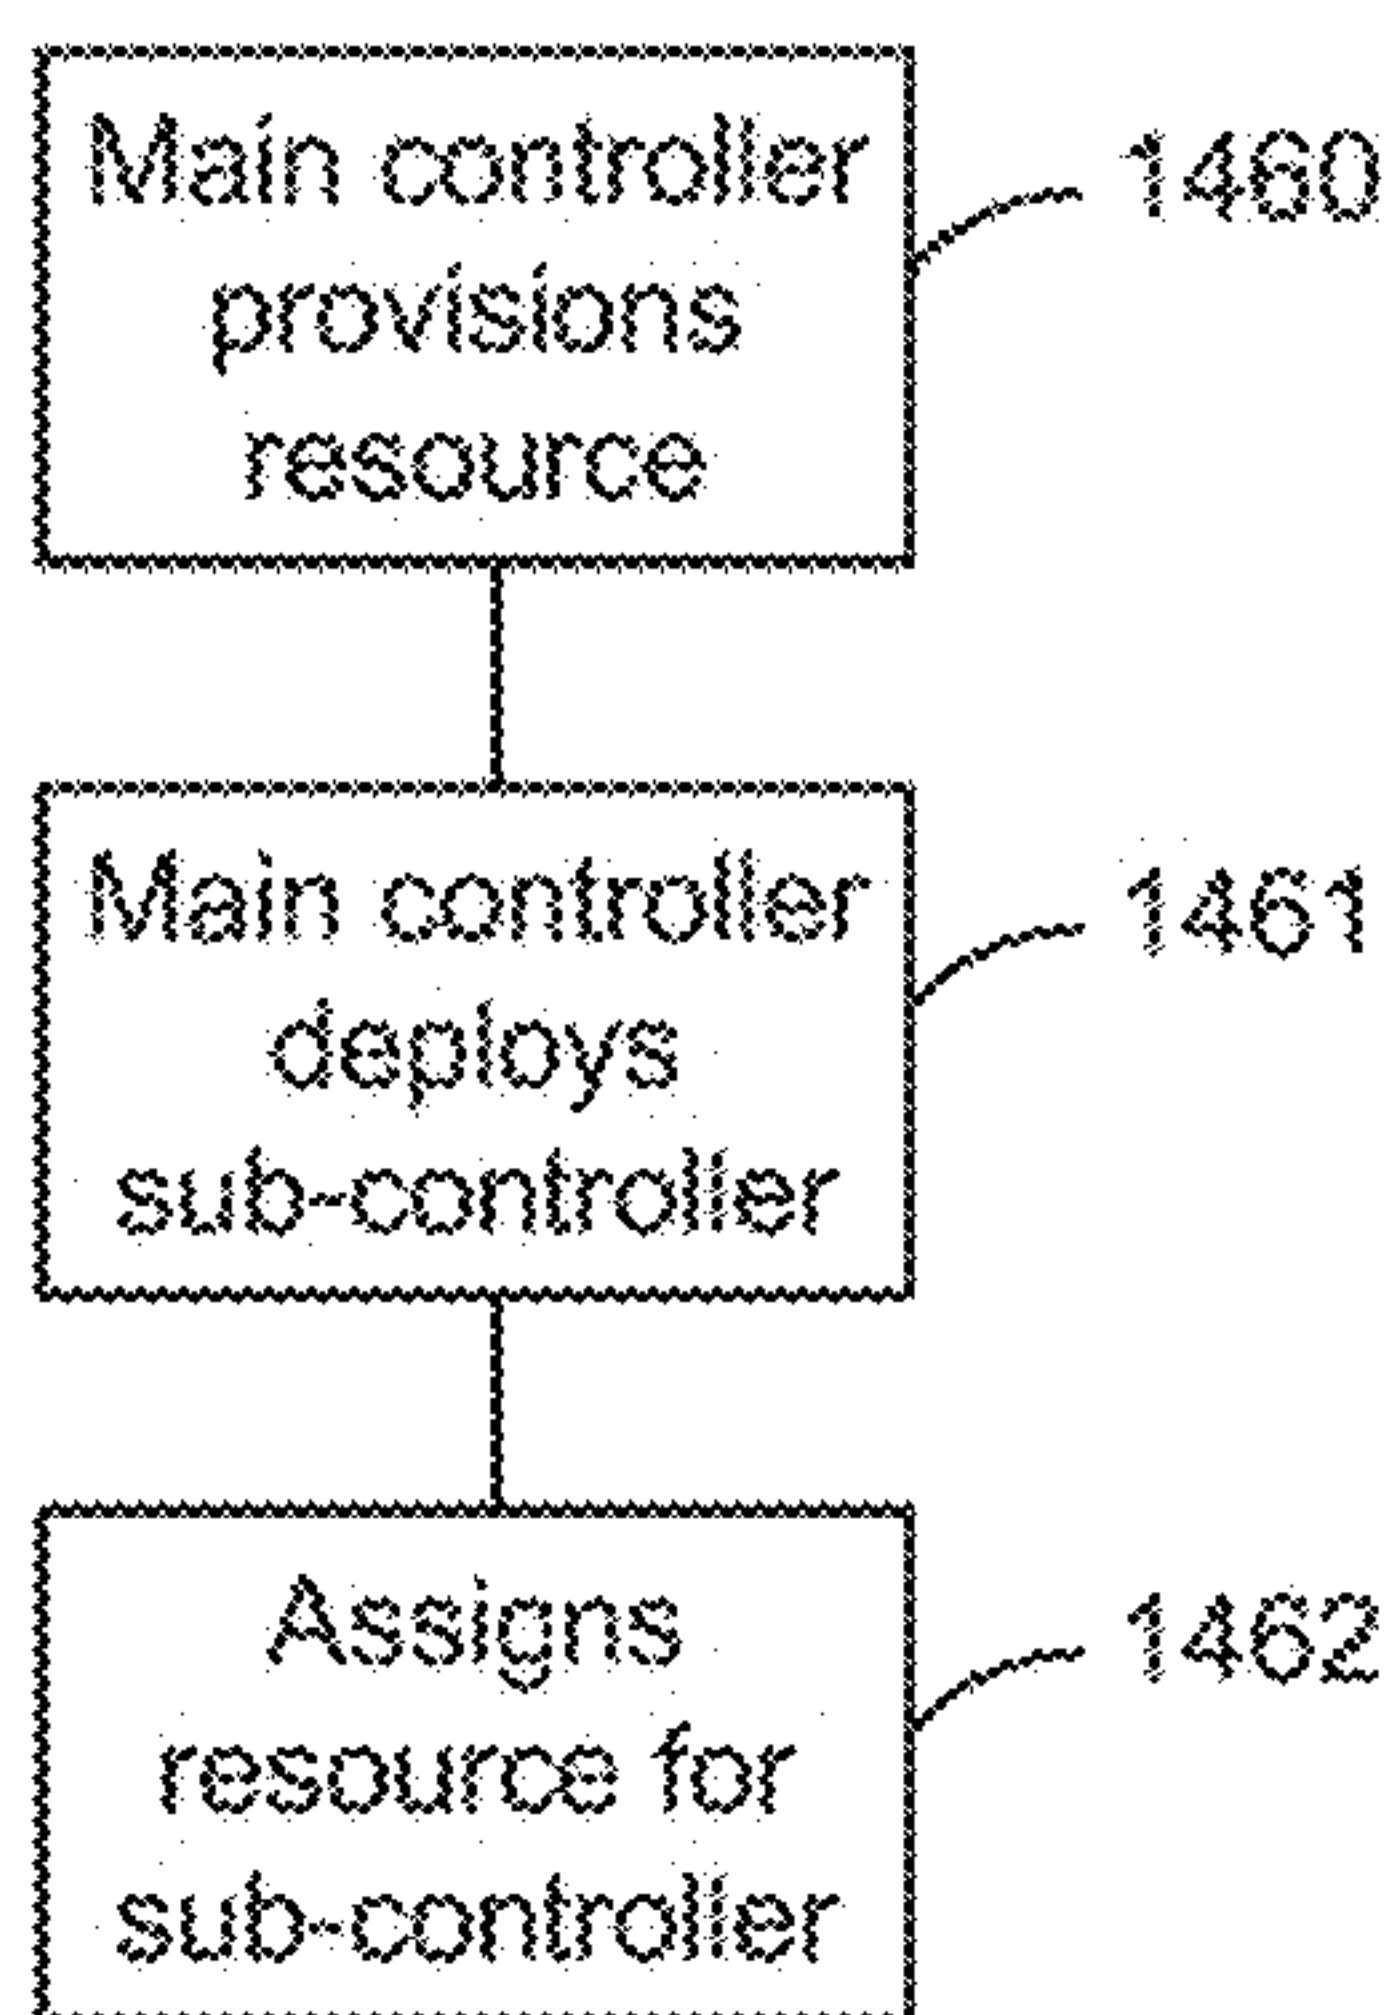 Main controller
provisions
resource
1460
Main controller
deploys
sub-controller
1461
Assigns
resource for
sub-controller
1462